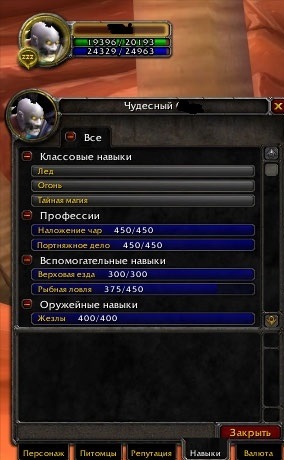 19396 / 20193
24329 / 24963
zzz
Чудесный
Все
Классовые навыки
Лед
Огонь
Тайная магия
Профессии
Наложение чар 450/450
Портняжное дело 450/450
Вспомогательные навыки
Верховая езда 300/300
Рыбная ловля 375/450
Оружейные навыки
Жезлы 400/400
Закрыть
Персонаж Питомцы Репутация Навыки Валюта